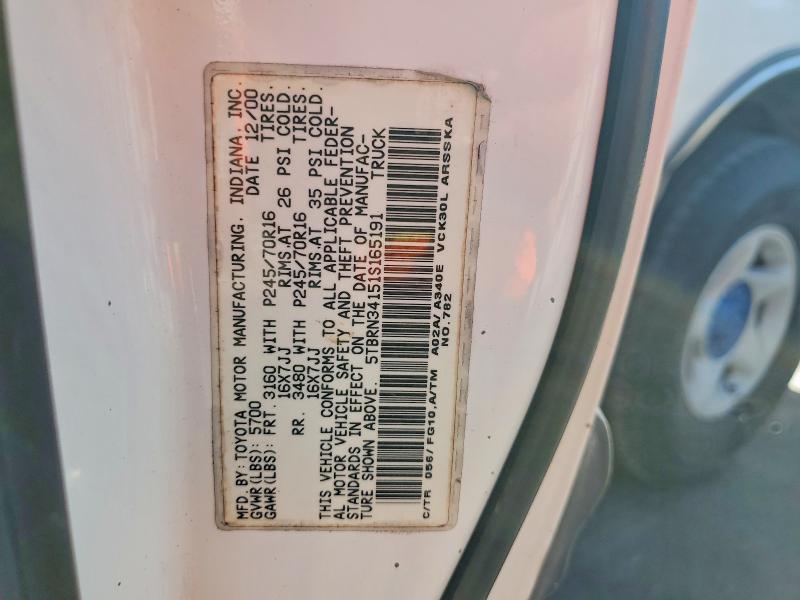 MFD. BY: TOYOTA MOTOR MANUFACTURING, INDIANA, INC.
GVWR(LBS): 5700 DATE 12/00
GAWR(LBS): FRT. 3160 WITH P245/70R16 TIRES.
16X7JJ RIMS.AT 26 PSI COLD.
RR. 3480 WITH P245/70R16 TIRES.
16X7JJ RIMS.AT 35 PSI COLD.
THIS VEHICLE CONFORMS TO ALL APPLICABLE FEDER-
AL MOTOR VEHICLE SAFETY AND THEFT PREVENTION
STANDARDS IN EFFECT ON THE DATE OF MANUFAC-
TURE SHOWN ABOVE. 5TBRN34151S165191 TRUCK
C/TR 056/FG10,A/TM A02A/A340E VCK30L ARSSKA
NO.782